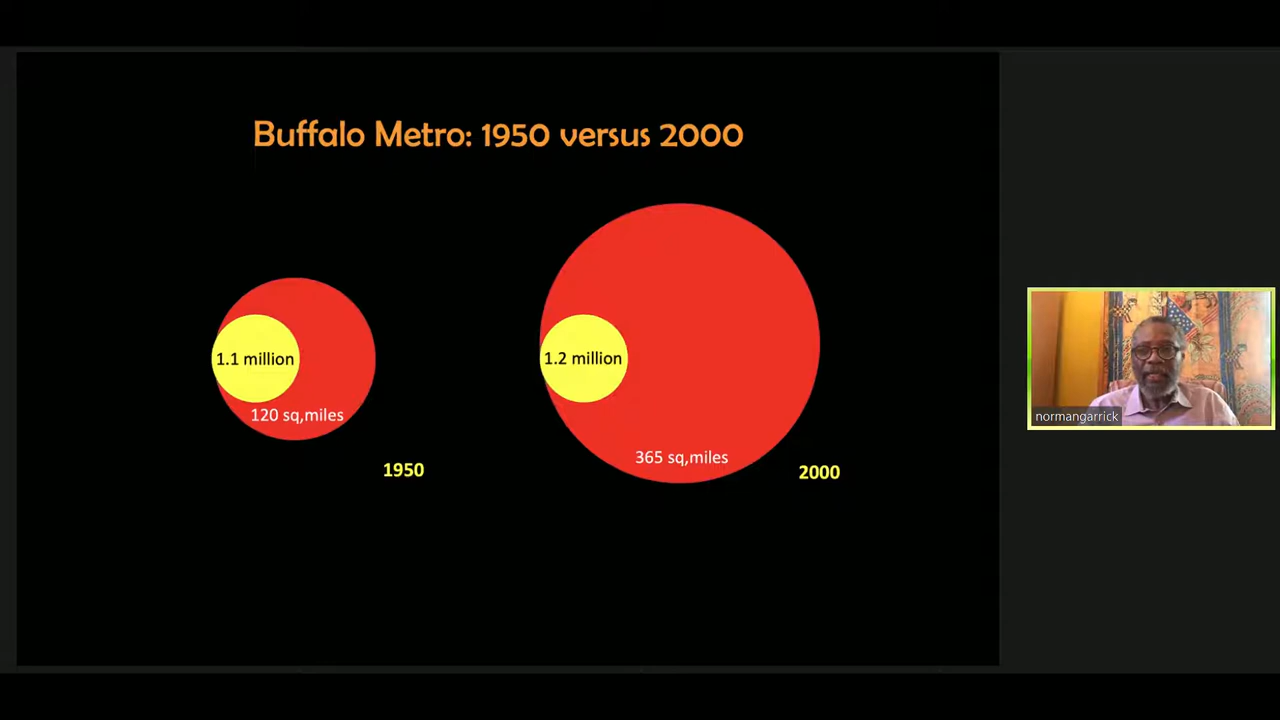 Buffalo Metro: 1950 versus 2000
1.1 million
120 sq,miles
1950
1.2 million
365 sq,miles
2000
normangarrick